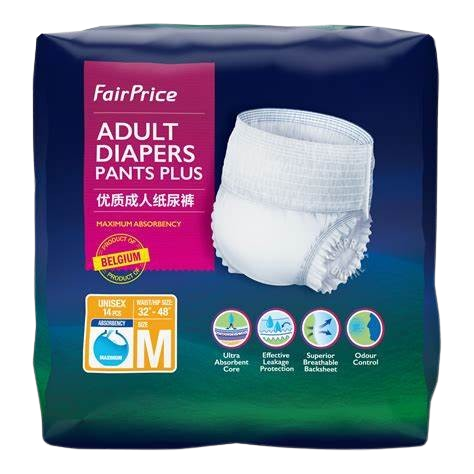 FairPrice
ADULT
DIAPERS
PANTS PLUS
优质成人纸尿裤
MAXIMUM ABSORBENCY
PRODUCT OF
BELGIUM
PRODUCT OF
UNISEX
14 PCS
ABSORBENCY
MAXIMUM
WAIST/HIP SIZE:
32" - 48"
SIZE
M
Ultra
Absorbent
Core
Effective
Leakage
Protection
Superior
Breathable
Backsheet
Odour
Control